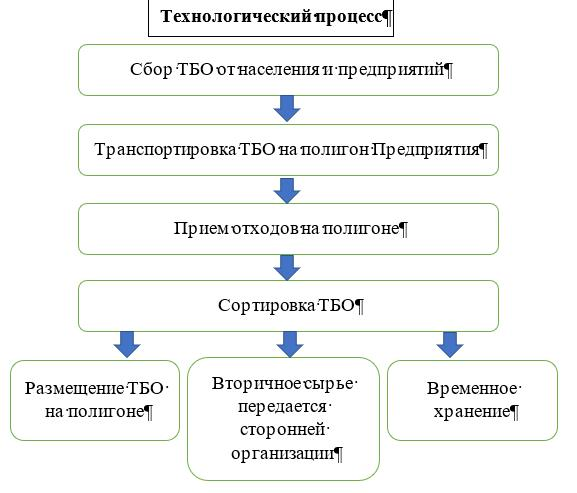 Технологический процесс¶
Сбор ТБО от населения и предприятий¶
Транспортировка ТБО на полигон Предприятия¶
Прием отходов на полигоне¶
Сортировка ТБО¶
Размещение ТБО
на полигоне¶
Вторичное сырье
передается
сторонней
организации¶
Временное
хранение¶